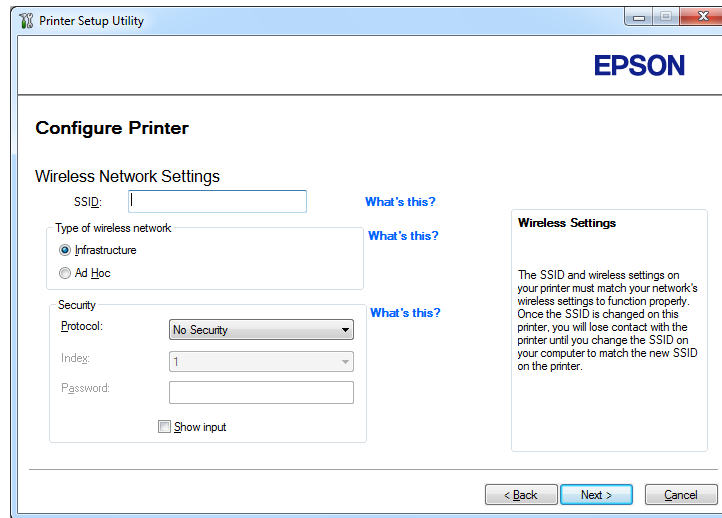 Printer Setup Utility
EPSON
Configure Printer
Wireless Network Settings
SSID:
What's this?
Type of wireless network
What's this?
Infrastructure
Ad Hoc
Security
What's this?
Protocol:
No Security
Index:
1
Password:
Show input
Wireless Settings
The SSID and wireless settings on
your printer must match your network's
wireless settings to function properly.
Once the SSID is changed on this
printer, you will lose contact with the
printer until you change the SSID on
your computer to match the new SSID
on the printer.
< Back
Next >
Cancel